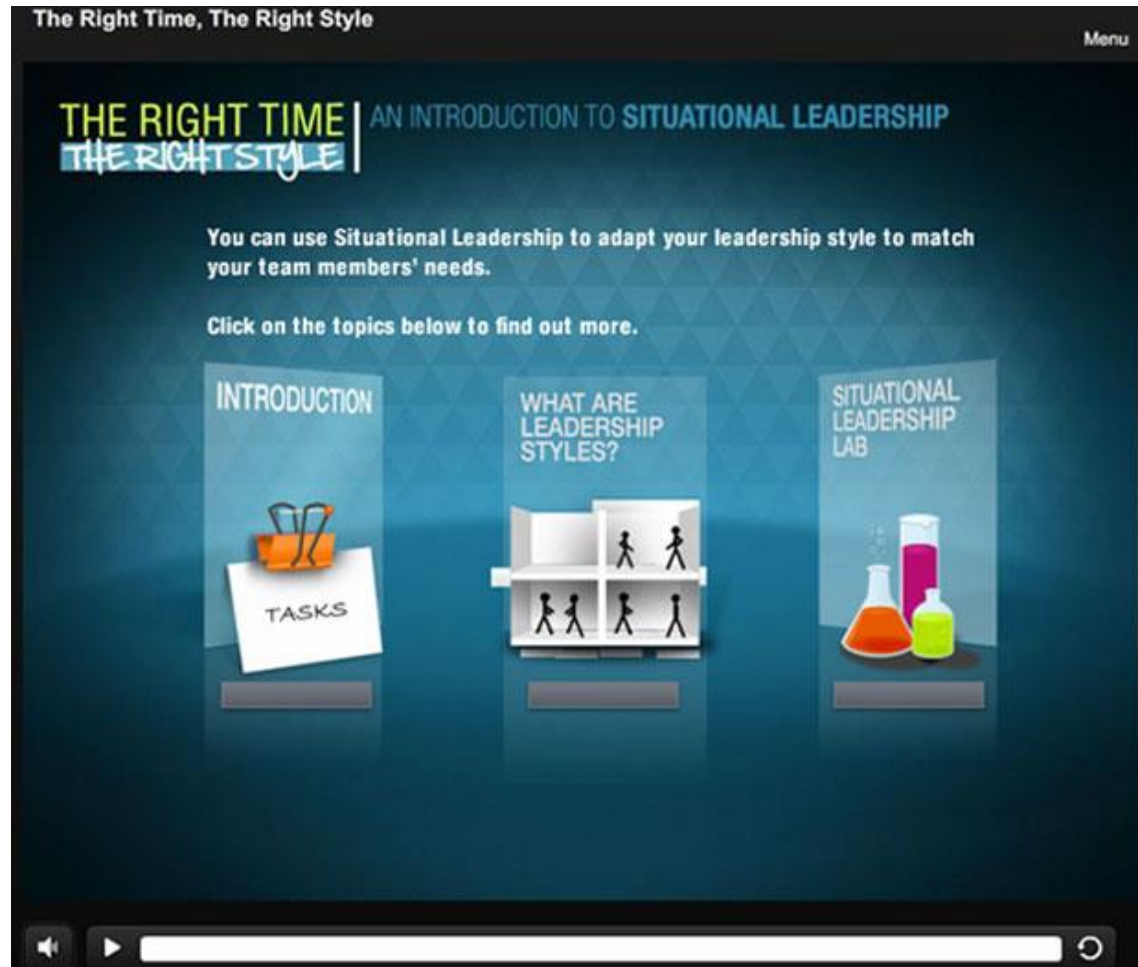 The Right Time, The Right Style
Menu
THE RIGHT TIME
THE RIGHT STYLE
AN INTRODUCTION TO SITUATIONAL LEADERSHIP
You can use Situational Leadership to adapt your leadership style to match
your team members' needs.
Click on the topics below to find out more.
INTRODUCTION
TASKS
WHAT ARE
LEADERSHIP
STYLES?
SITUATIONAL
LEADERSHIP
LAB